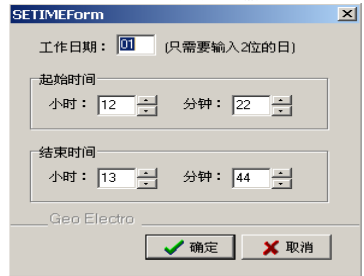 SETIMEForm
工作日期： 01 (只需要输入2位的日)
起始时间
小时： 12 分钟： 22
结束时间
小时： 13 分钟： 44
Geo Electro
确定 取消